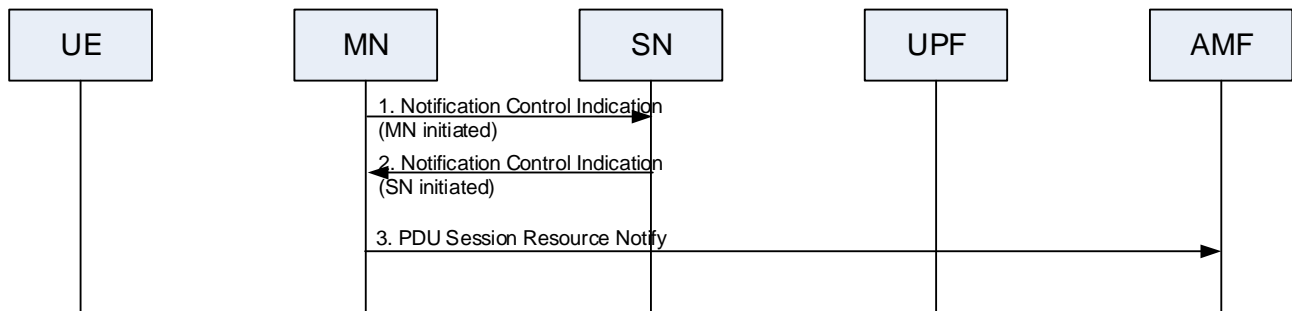 UE
MN
SN
UPF
AMF
1. Notification Control Indication
(MN initiated)
2. Notification Control Indication
(SN initiated)
3. PDU Session Resource Notify